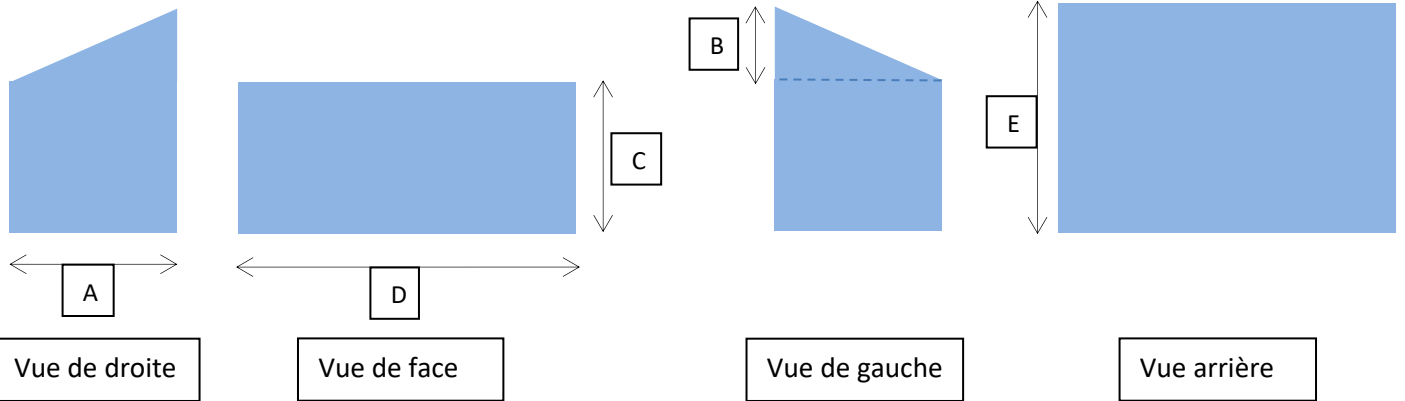 B
E
C
A
D
Vue de droite
Vue de face
Vue de gauche
Vue arrière